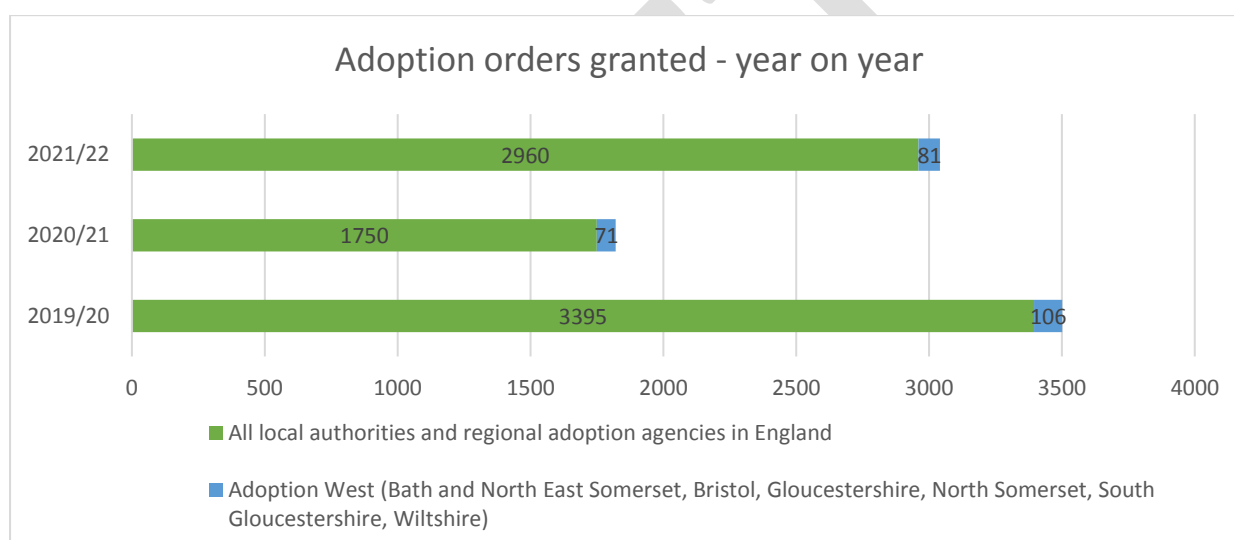 Adoption orders granted - year on year
2021/22
2960
81
2020/21
1750
71
2019/20
3395
106
0 500 1000 1500 2000 2500 3000 3500 4000
All local authorities and regional adoption agencies in England
Adoption West (Bath and North East Somerset, Bristol, Gloucestershire, North Somerset, South
Gloucestershire, Wiltshire)